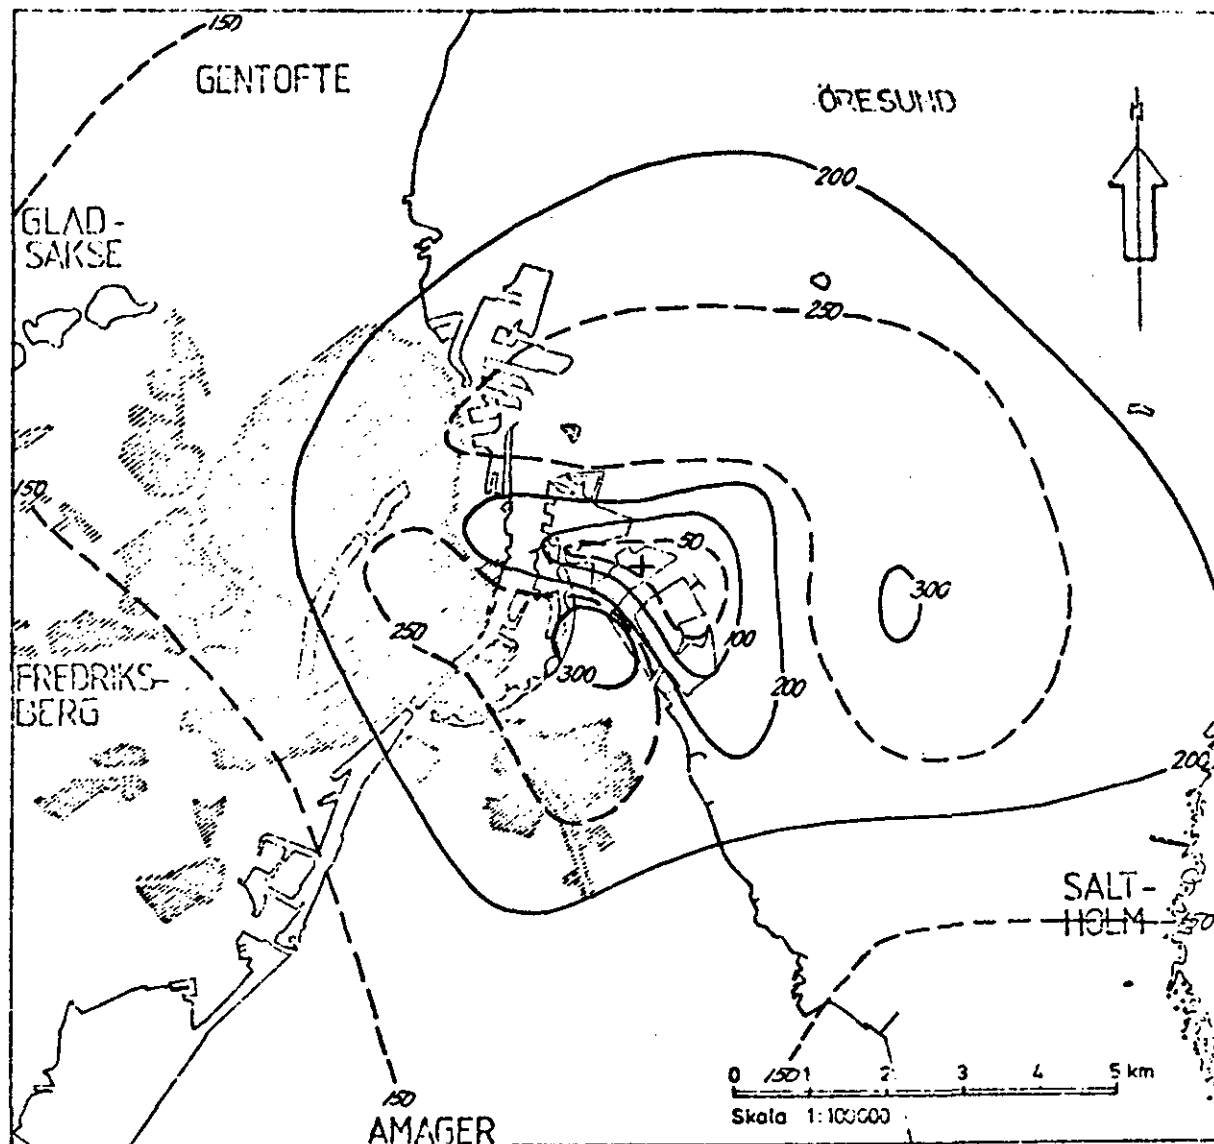 150
GENTOFTE
ÖRESUND
N
200
GLAD-
SAKSE
250
150
50
300
250
100
300
200
FREDRIKS-
BERG
200
SALT-
HOLM
150
0 1 2 3 4 5 km
150
Skala 1:100000
AMAGER